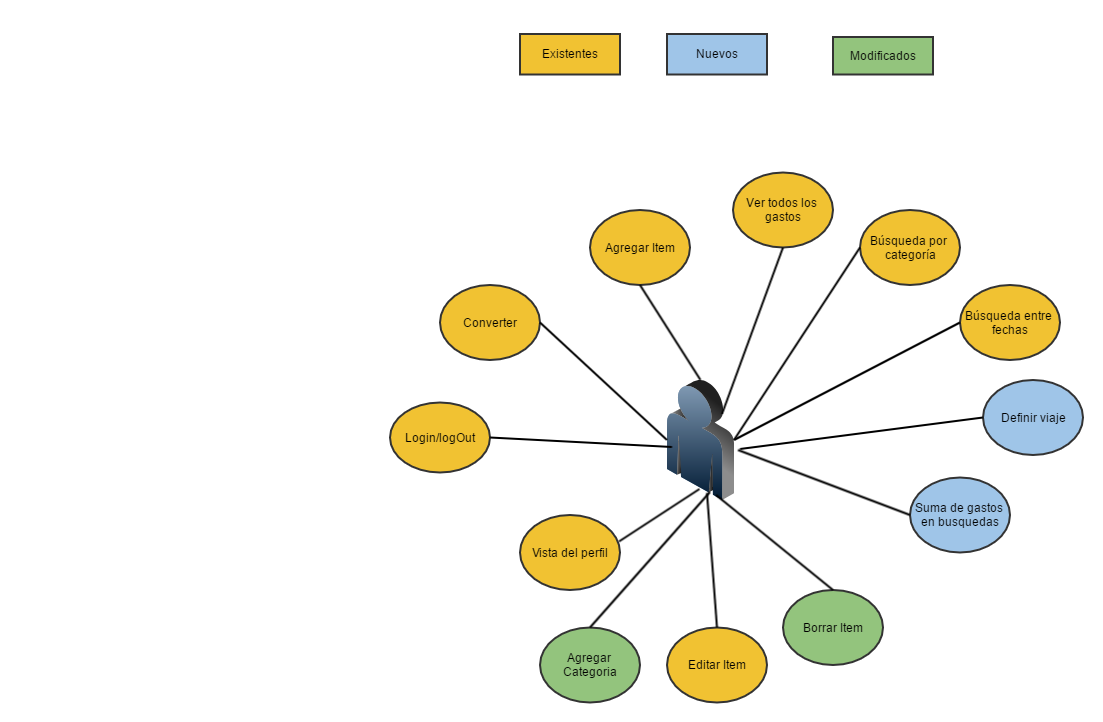 Existentes
Nuevos
Modificados
Ver todos los
gastos
Agregar Item
Búsqueda por
categoría
Converter
Búsqueda entre
fechas
Login/logOut
Definir viaje
Suma de gastos
en busquedas
Vista del perfil
Borrar Item
Agregar
Categoria
Editar Item